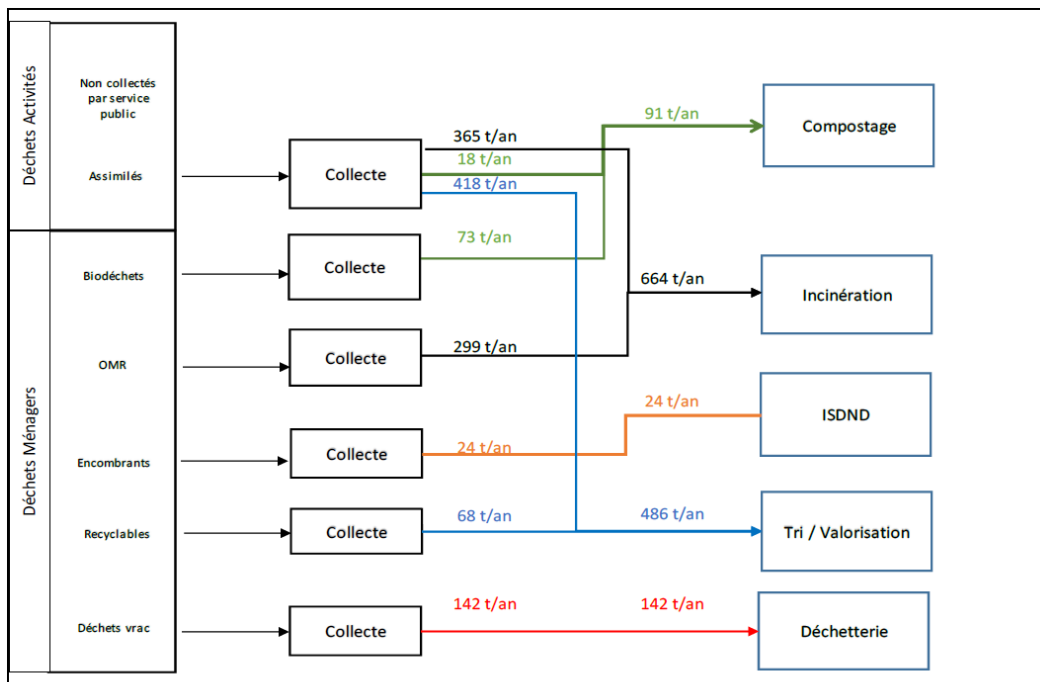 Déchets Activités
Non collectés
par service
public
Assimilés
Collecte
365 t/an
18 t/an
418 t/an
91 t/an
Compostage
Déchets Ménagers
Biodéchets
Collecte
73 t/an
664 t/an
Incinération
OMR
Collecte
299 t/an
Encombrants
Collecte
24 t/an
24 t/an
ISDND
Recyclables
Collecte
68 t/an
486 t/an
Tri / Valorisation
Déchets vrac
Collecte
142 t/an
142 t/an
Déchetterie